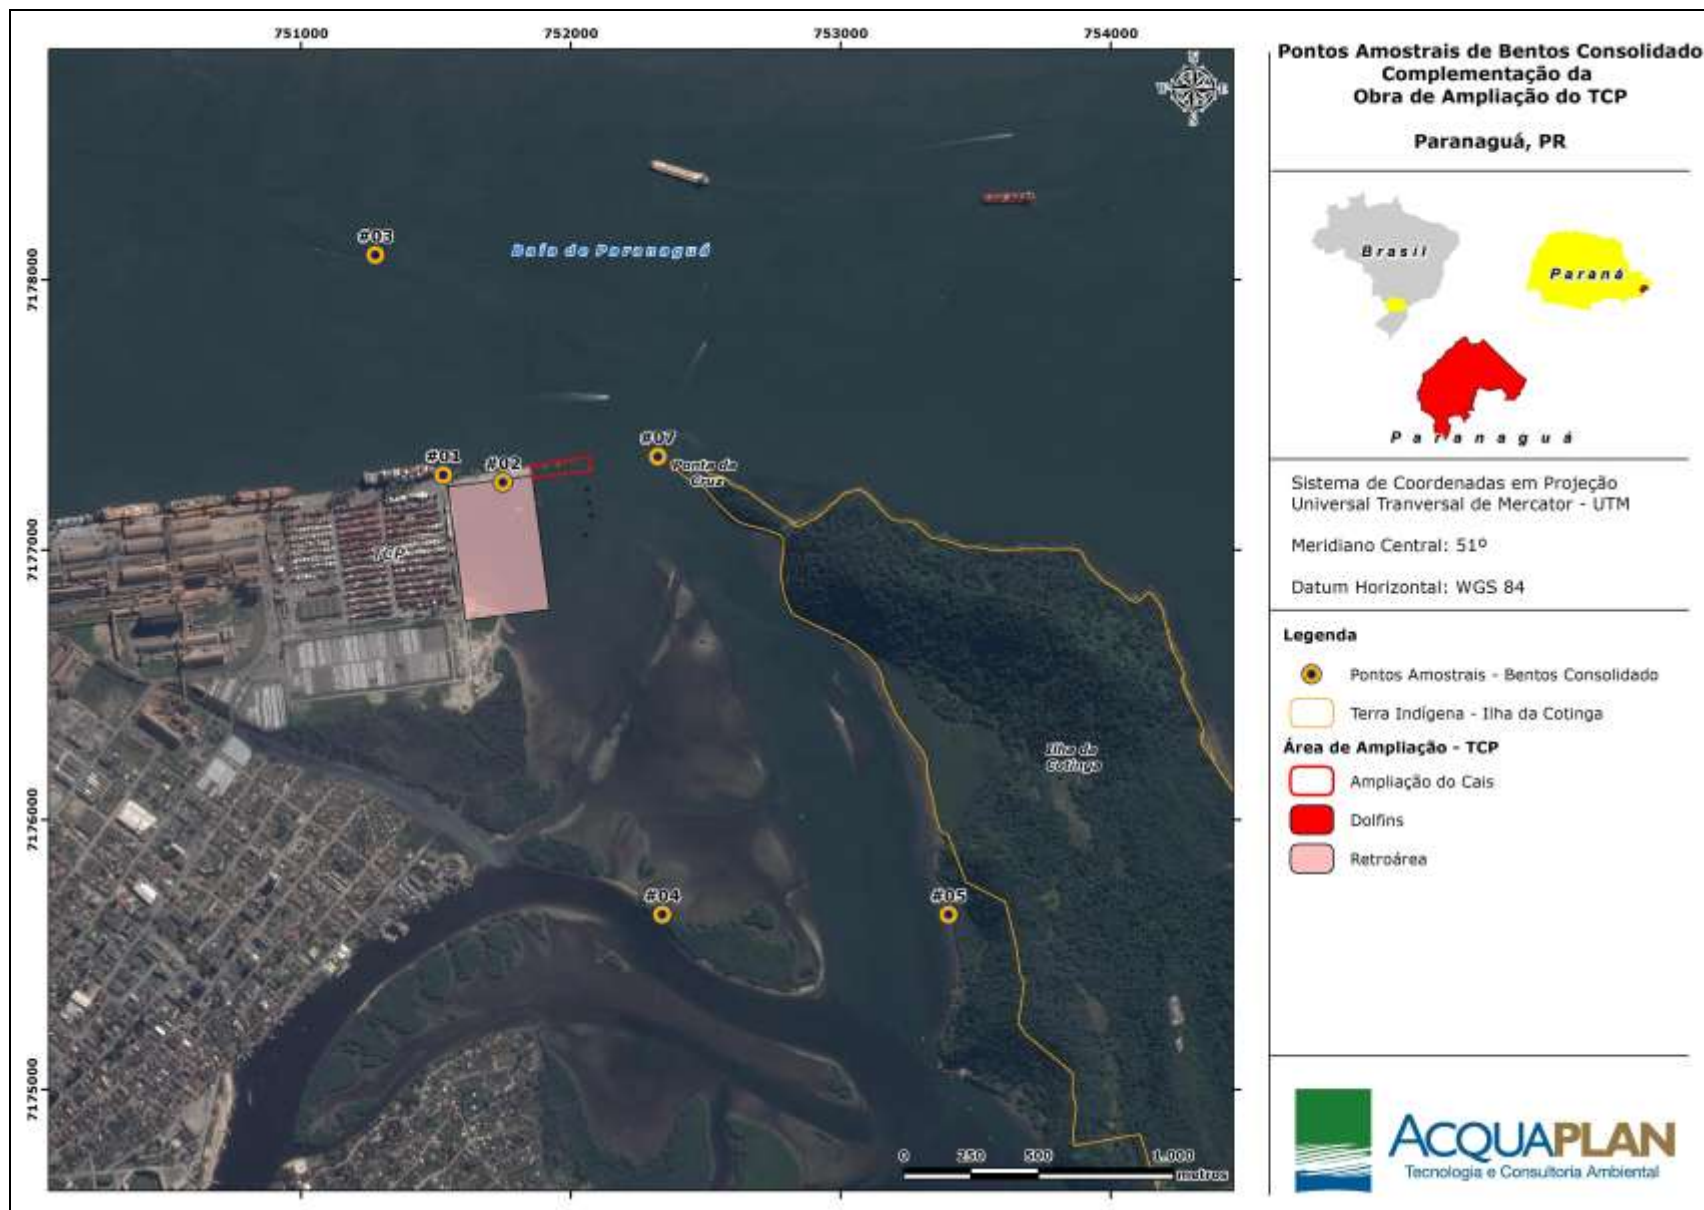 751000
752000
753000
754000
7178000
7177000
7176000
7175000
N
E
S
#03
Baía de Paranaguá
#07
Ponta da
Cruz
#01
#02
TCP
Ilha da
Cotinga
#04
#05
0 250 500 1.000
metros
Pontos Amostrais de Bentos Consolidado
Complementação da
Obra de Ampliação do TCP
Paranaguá, PR
Brasil
Paraná
Paranaguá
Sistema de Coordenadas em Projeção
Universal Tranversal de Mercator - UTM
Meridiano Central: 51º
Datum Horizontal: WGS 84
Legenda
Pontos Amostrais - Bentos Consolidado
Terra Indígena - Ilha da Cotinga
Área de Ampliação - TCP
Ampliação do Cais
Dolfins
Retroárea
ACQUAPLAN
Tecnologia e Consultoria Ambiental